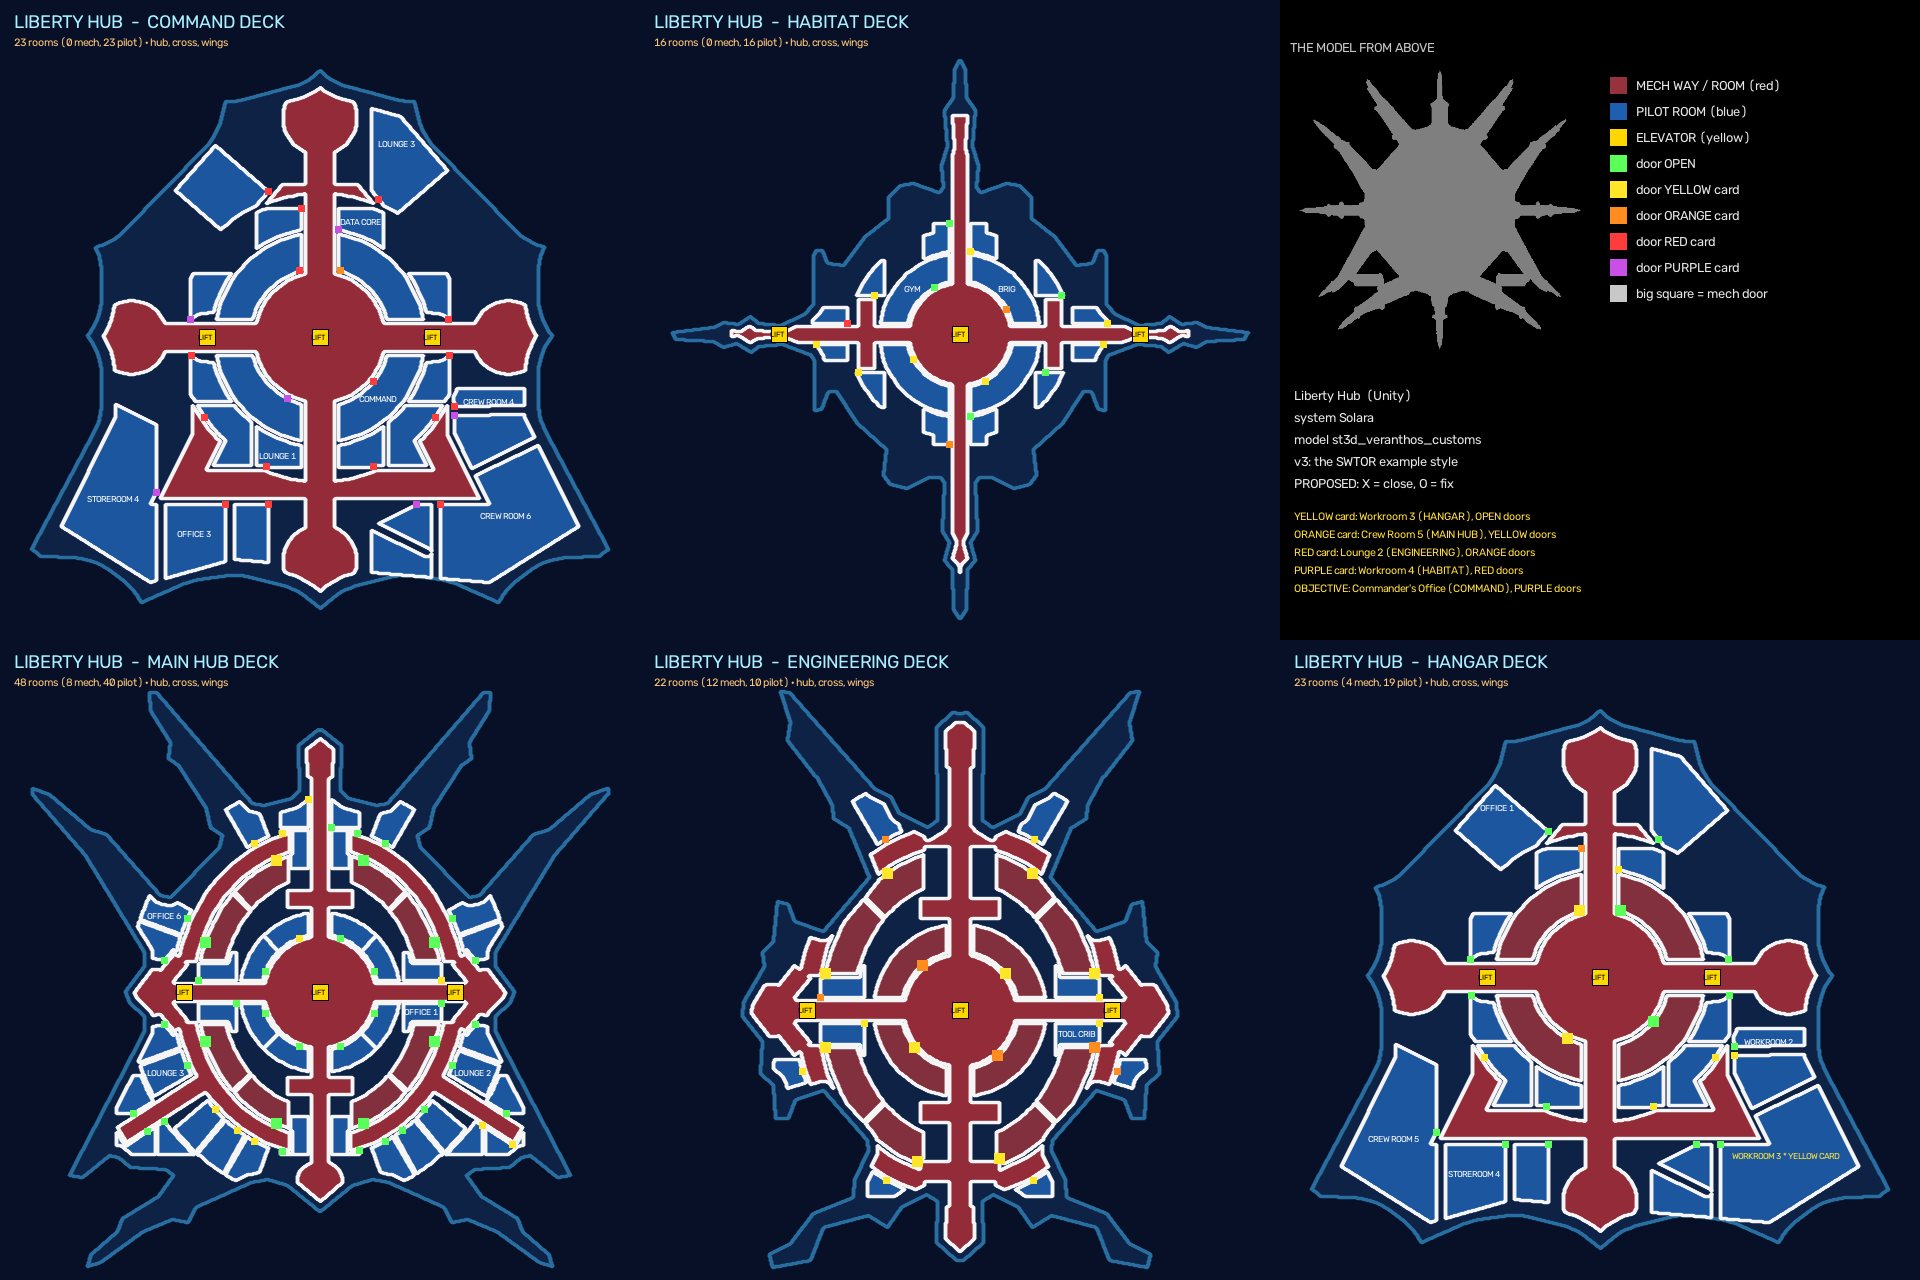 LIBERTY HUB - COMMAND DECK
23 rooms (0 mech, 23 pilot) • hub, cross, wings
LOUNGE 3
DATA CORE
LIFT
LIFT
LIFT
COMMAND
CREW ROOM 4
LOUNGE 1
STOREROOM 4
CREW ROOM 6
OFFICE 3
LIBERTY HUB - HABITAT DECK
16 rooms (0 mech, 16 pilot) • hub, cross, wings
GYM
BRIG
LIFT
LIFT
LIFT
THE MODEL FROM ABOVE
MECH WAY / ROOM (red)
PILOT ROOM (blue)
ELEVATOR (yellow)
door OPEN
door YELLOW card
door ORANGE card
door RED card
door PURPLE card
big square = mech door
Liberty Hub (Unity)
system Solara
model st3d_veranthos_customs
v3: the SWTOR example style
PROPOSED: X = close, O = fix
YELLOW card: Workroom 3 (HANGAR), OPEN doors
ORANGE card: Crew Room 5 (MAIN HUB), YELLOW doors
RED card: Lounge 2 (ENGINEERING), ORANGE doors
PURPLE card: Workroom 4 (HABITAT), RED doors
OBJECTIVE: Commander's Office (COMMAND), PURPLE doors
LIBERTY HUB - MAIN HUB DECK
48 rooms (8 mech, 40 pilot) • hub, cross, wings
OFFICE 6
LIFT
LIFT
LIFT
OFFICE 1
LOUNGE 3
LOUNGE 2
LIBERTY HUB - ENGINEERING DECK
22 rooms (12 mech, 10 pilot) • hub, cross, wings
LIFT
LIFT
LIFT
TOOL CRIB
LIBERTY HUB - HANGAR DECK
23 rooms (4 mech, 19 pilot) • hub, cross, wings
OFFICE 1
LIFT
LIFT
LIFT
WORKROOM 2
CREW ROOM 5
WORKROOM 3 * YELLOW CARD
STOREROOM 4